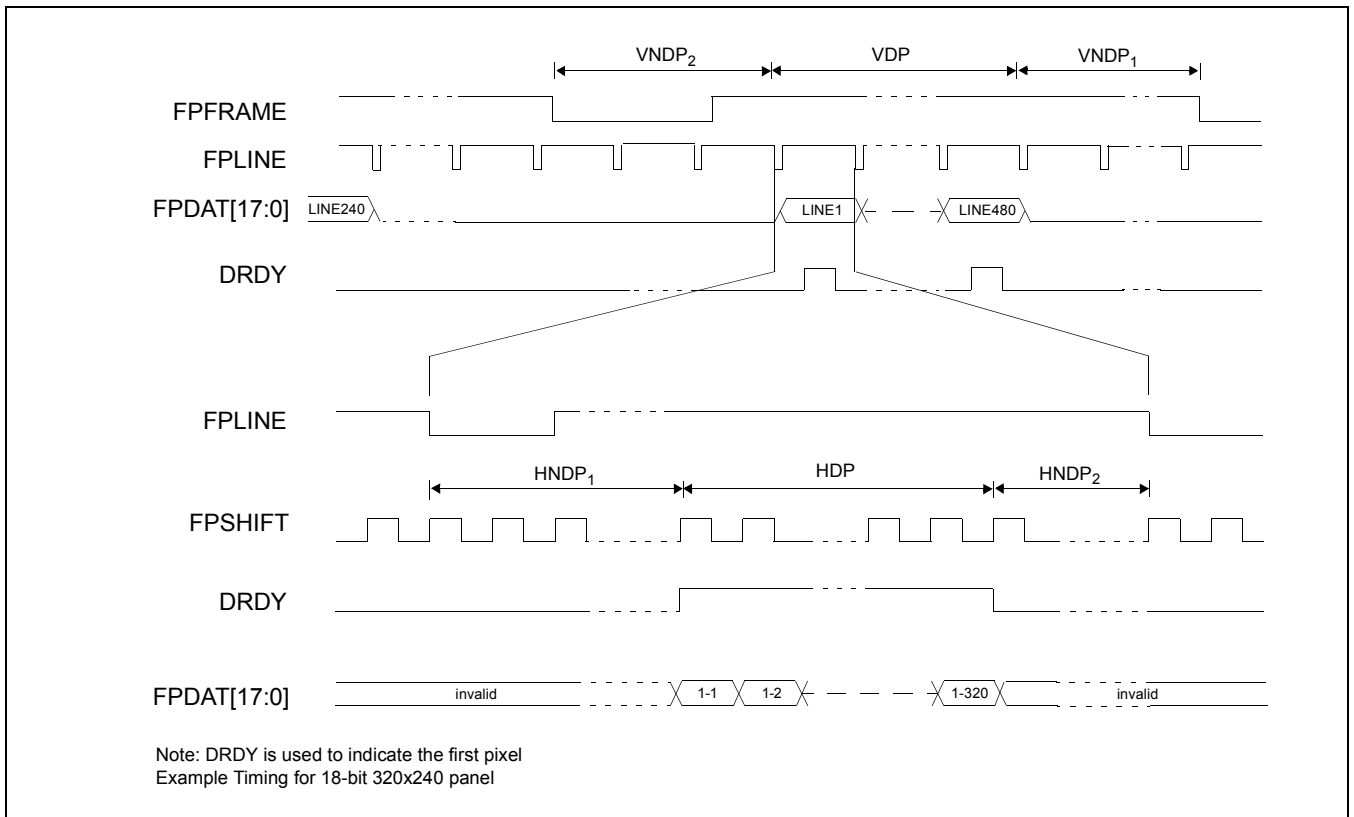 VNDP2 VDP VNDP1
FPFRAME
FPLINE
FPDAT[17:0] LINE240 LINE1 LINE480
DRDY
FPLINE
HNDP1 HDP HNDP2
FPSHIFT
DRDY
FPDAT[17:0] invalid 1-1 1-2 1-320 invalid
Note: DRDY is used to indicate the first pixel
Example Timing for 18-bit 320x240 panel